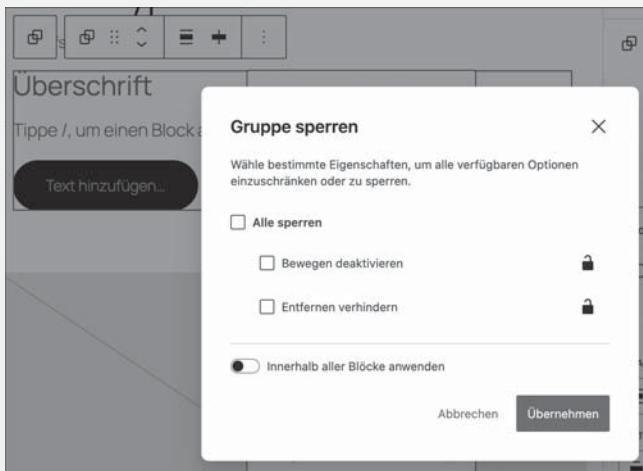 Überschrift
Tippe /, um einen Block
Text hinzufügen...
Gruppe sperren
Wähle bestimmte Eigenschaften, um alle verfügbaren Optionen
einzuschränken oder zu sperren.
Alle sperren
Bewegen deaktivieren
Entfernen verhindern
Innerhalb aller Blöcke anwenden
Abbrechen
Übernehmen